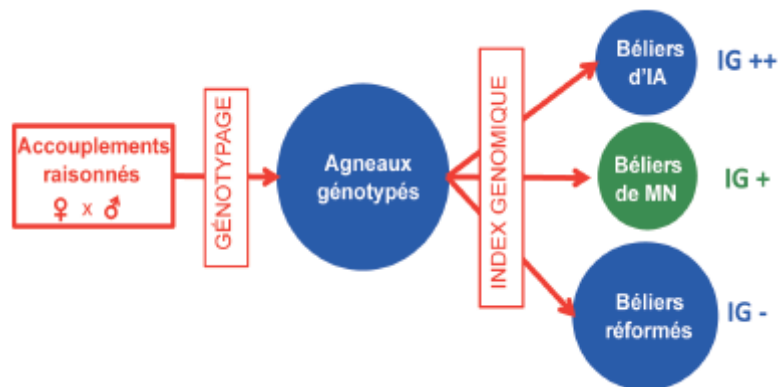 Accouplements
raisonnés
♀ x ♂
GÉNOTYPAGE
Agneaux
génotypés
INDEX GENOMIQUE
Béliers
d'IA
IG ++
Béliers
de MN
IG +
Béliers
réformés
IG -